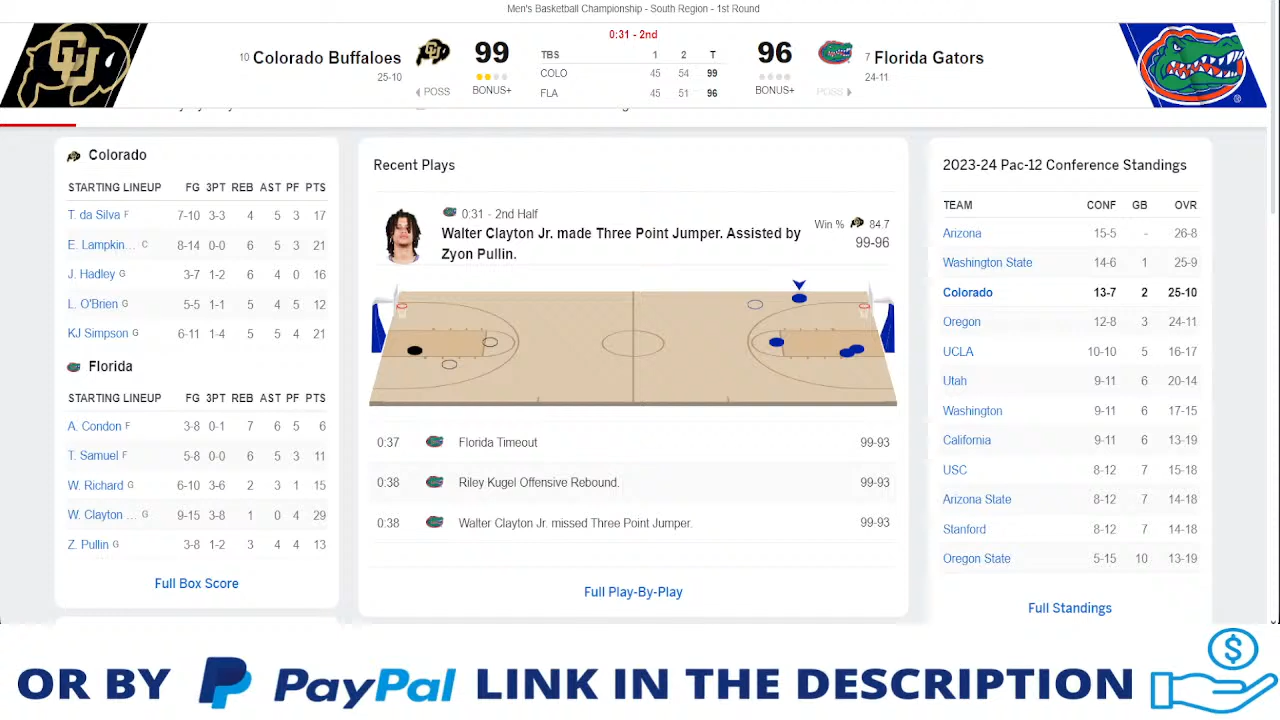 Men's Basketball Championship - South Region - 1st Round
10 Colorado Buffaloes
25-10
99
BONUS+
POSS
0:31 - 2nd
TBS 1 2 T
COLO 45 54 99
FLA 45 51 96
96
BONUS+
POSS
7 Florida Gators
24-11
Colorado
STARTING LINEUP FG 3PT REB AST PF PTS
T. da Silva F 7-10 3-3 4 5 3 17
E. Lampkin... C 8-14 0-0 6 5 3 21
J. Hadley G 3-7 1-2 6 4 0 16
L. O'Brien G 5-5 1-1 5 4 5 12
KJ Simpson G 6-11 1-4 5 5 4 21
Florida
STARTING LINEUP FG 3PT REB AST PF PTS
A. Condon F 3-8 0-1 7 6 5 6
T. Samuel F 5-8 0-0 6 5 3 11
W. Richard G 6-10 3-6 2 3 1 15
W. Clayton ... G 9-15 3-8 1 0 4 29
Z. Pullin G 3-8 1-2 3 4 4 13
Full Box Score
Recent Plays
0:31 - 2nd Half
Walter Clayton Jr. made Three Point Jumper. Assisted by
Zyon Pullin.
Win % 84.7
99-96
0:37 Florida Timeout 99-93
0:38 Riley Kugel Offensive Rebound. 99-93
0:38 Walter Clayton Jr. missed Three Point Jumper. 99-93
Full Play-By-Play
2023-24 Pac-12 Conference Standings
TEAM CONF GB OVR
Arizona 15-5 - 26-8
Washington State 14-6 1 25-9
Colorado 13-7 2 25-10
Oregon 12-8 3 24-11
UCLA 10-10 5 16-17
Utah 9-11 6 20-14
Washington 9-11 6 17-15
California 9-11 6 13-19
USC 8-12 7 15-18
Arizona State 8-12 7 14-18
Stanford 8-12 7 14-18
Oregon State 5-15 10 13-19
Full Standings
OR BY PayPal LINK IN THE DESCRIPTION